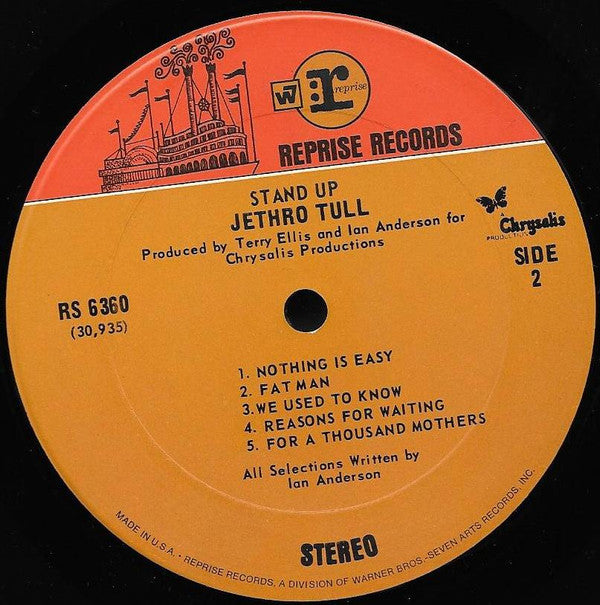 W7
r
reprise
REPRISE RECORDS
STAND UP
JETHRO TULL
Produced by Terry Ellis and Ian Anderson for
Chrysalis Productions
A
Chrysalis
PRODUCTION
SIDE
2
RS 6360
(30,935)
1. NOTHING IS EASY
2. FAT MAN
3.WE USED TO KNOW
4. REASONS FOR WAITING
5. FOR A THOUSAND MOTHERS
All Selections Written by
Ian Anderson
STEREO
MADE IN U.S.A. • REPRISE RECORDS, A DIVISION OF WARNER BROS.-SEVEN ARTS RECORDS, INC.